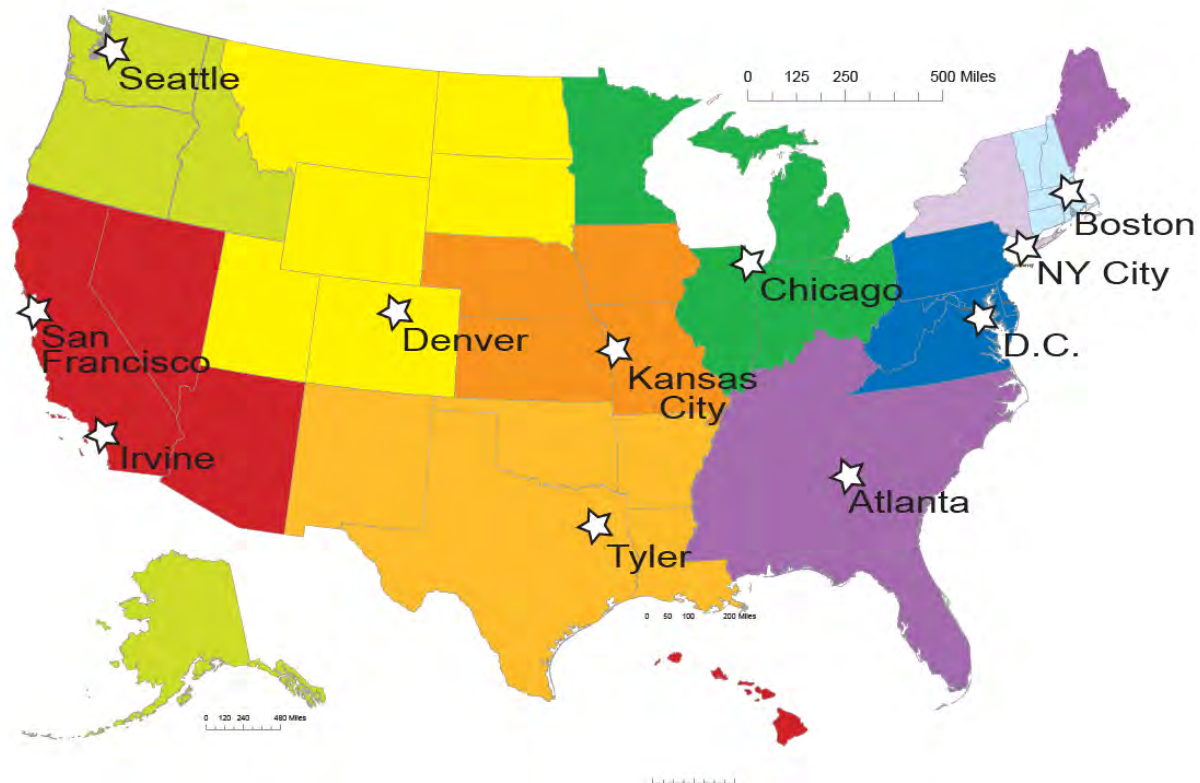 Seattle
0 125 250 500 Miles
Boston
NY City
Chicago
D.C.
San
Francisco
Denver
Kansas
City
Irvine
Atlanta
Tyler
0 50 100 200 Miles
0 120 240 480 Miles